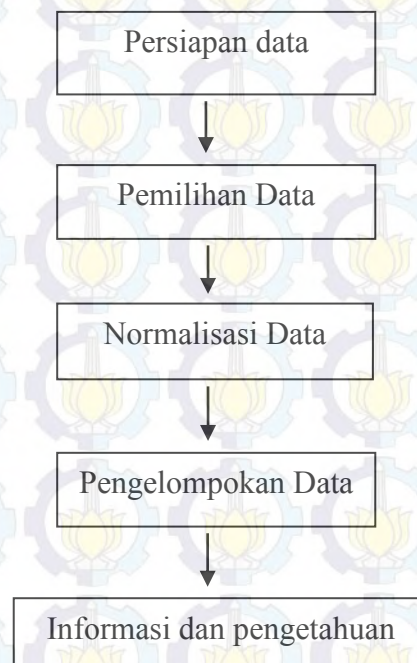 Persiapan data
Pemilihan Data
Normalisasi Data
Pengelompokan Data
Informasi dan pengetahuan